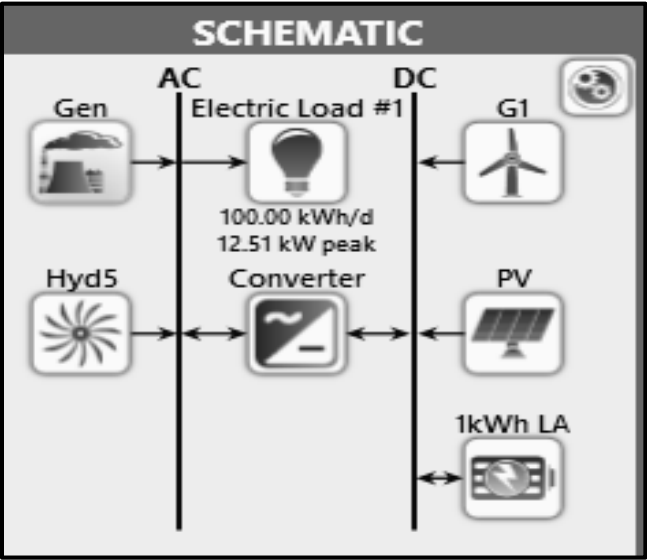 SCHEMATIC
AC
DC
Gen
Electric Load #1
G1
100.00 kWh/d
12.51 kW peak
Hyd5
Converter
PV
1kWh LA